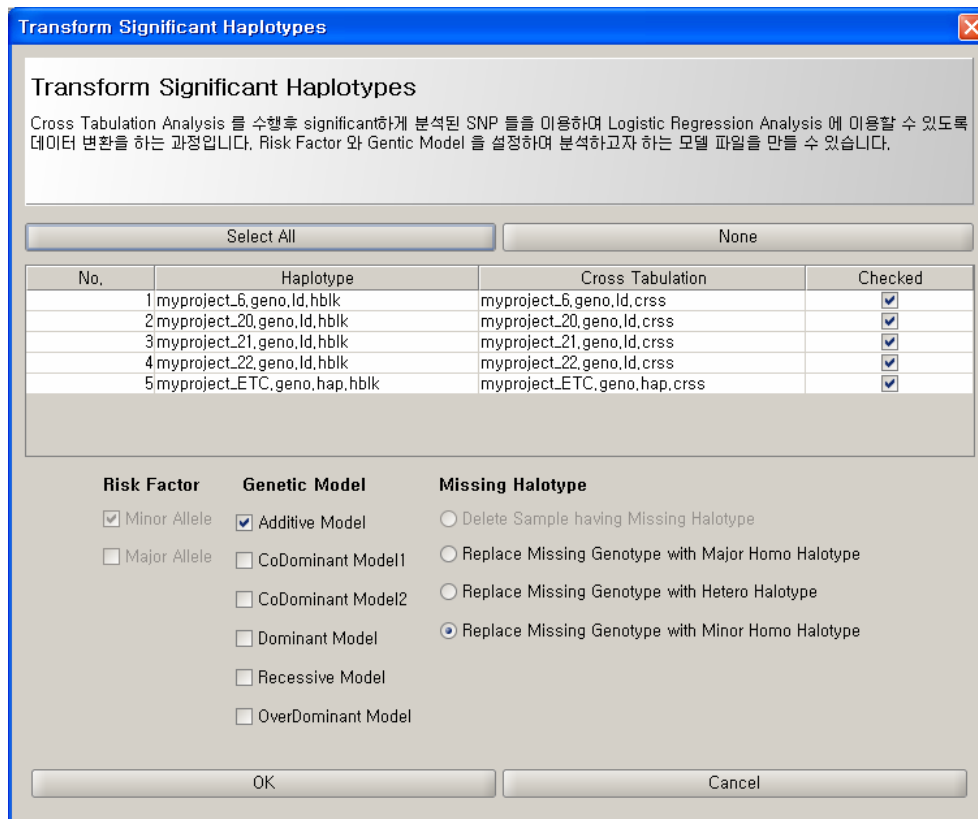 Transform Significant Haplotypes
Transform Significant Haplotypes
Cross Tabulation Analysis 를 수행후 significant하게 분석된 SNP 들을 이용하여 Logistic Regression Analysis 에 이용할 수 있도록
데이터 변환을 하는 과정입니다. Risk Factor 와 Gentic Model 을 설정하여 분석하고자 하는 모델 파일을 만들 수 있습니다.
Select All None
No. Haplotype Cross Tabulation Checked
1 myproject_6.geno.ld.hblk myproject_6.geno.ld.crss
2 myproject_20.geno.ld.hblk myproject_20.geno.ld.crss
3 myproject_21.geno.ld.hblk myproject_21.geno.ld.crss
4 myproject_22.geno.ld.hblk myproject_22.geno.ld.crss
5 myproject_ETC.geno.hap.hblk myproject_ETC.geno.hap.crss
Risk Factor Genetic Model Missing Halotype
Minor Allele Additive Model Delete Sample having Missing Halotype
Major Allele CoDominant Model1 Replace Missing Genotype with Major Homo Halotype
CoDominant Model2 Replace Missing Genotype with Hetero Halotype
Dominant Model Replace Missing Genotype with Minor Homo Halotype
Recessive Model
OverDominant Model
OK Cancel